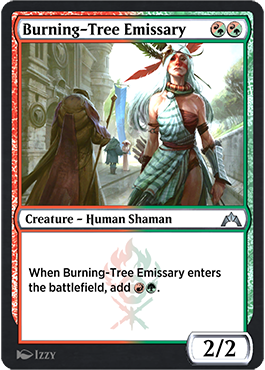 Burning-Tree Emissary
Creature – Human Shaman
When Burning-Tree Emissary enters
the battlefield, add
2/2
Izzy